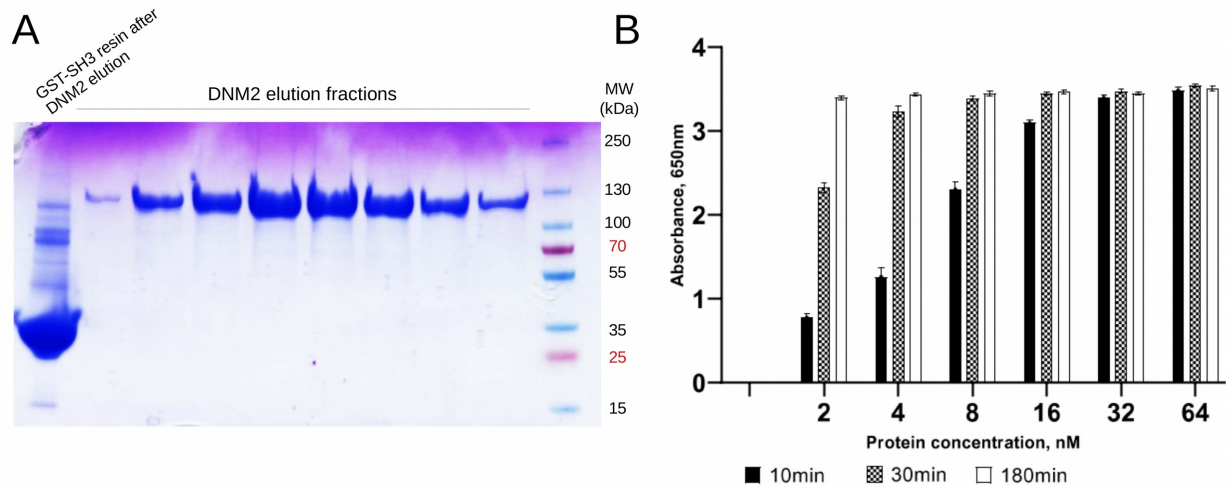 A
GST-SH3 resin after
DNM2 elution
DNM2 elution fractions
MW
(kDa)
250
130
100
70
55
35
25
15
B
Absorbance, 650nm
4
3
2
1
0
2 4 8 16 32 64
Protein concentration, nM
10min 30min 180min